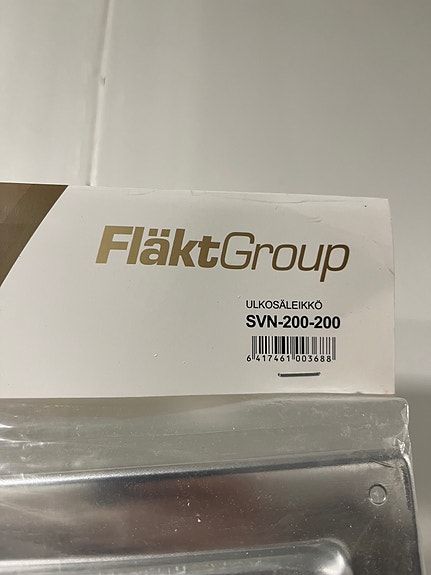 FläktGroup
ULKOSÄLEIKKÖ
SVN-200-200
6 417461 003688